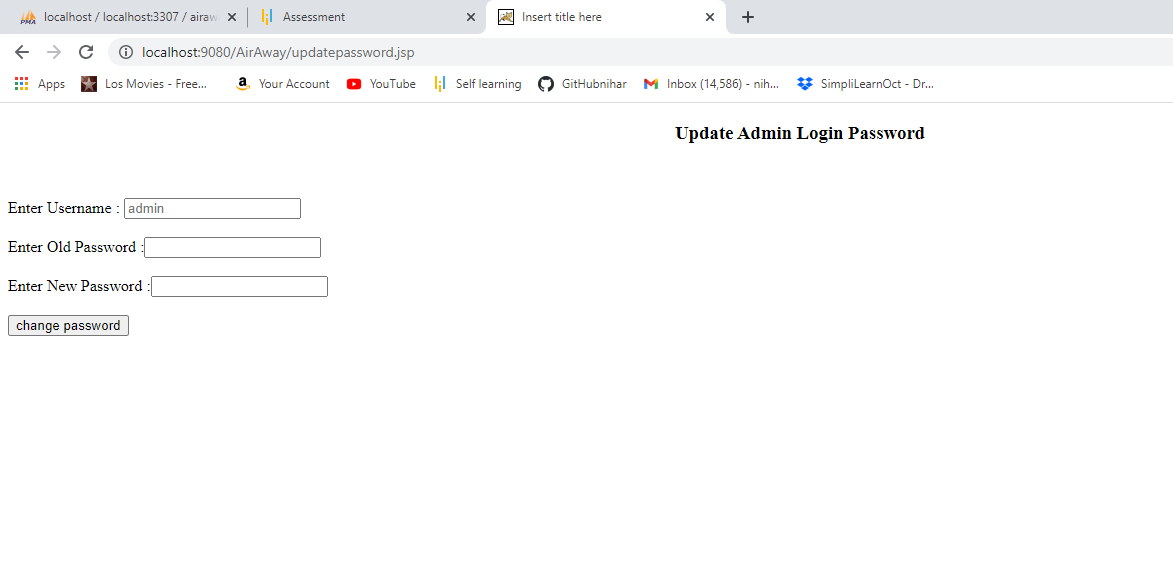 PMA localhost / localhost:3307 / airaw Assessment Insert title here
localhost:9080/AirAway/updatepassword.jsp
Apps Los Movies - Free... Your Account YouTube Self learning GitHubnihar Inbox (14,586) - nih... SimpliLearnOct - Dr...
Update Admin Login Password
Enter Username : admin
Enter Old Password :
Enter New Password :
change password